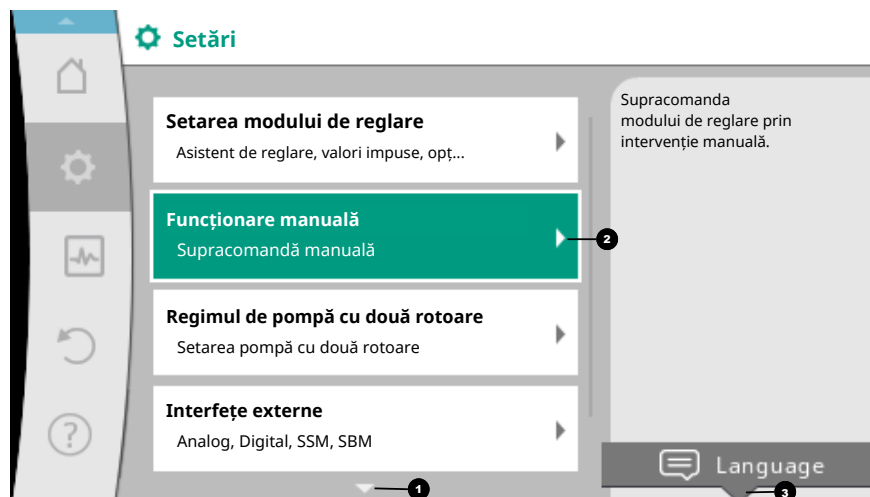 Setări
Setarea modului de reglare
Asistent de reglare, valori impuse, opț...
Funcționare manuală
Supracomandă manuală
2
Regimul de pompă cu două rotoare
Setarea pompă cu două rotoare
Interfețe externe
Analog, Digital, SSM, SBM
1
Supracomanda
modului de reglare prin
intervenție manuală.
Language
3
?